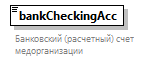 bankCheckingAcc
Банковский (расчетный) счет
медорганизации